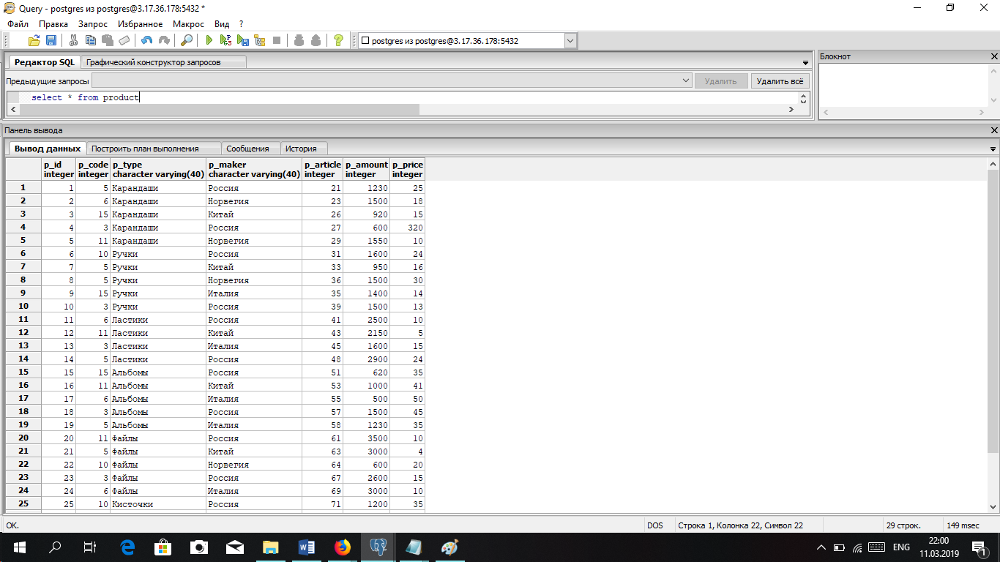 Query - postgres из postgres@3.17.36.178:5432 *
Файл Правка Запрос Избранное Макрос Вид ?
postgres из postgres@3.17.36.178:5432
Редактор SQL Графический конструктор запросов
Блокнот
Предыдущие запросы Удалить Удалить всё
select * from product
Панель вывода
Вывод данных Построить план выполнения Сообщения История
p_id p_code p_type p_maker p_article p_amount p_price
integer integer character varying(40) character varying(40) integer integer integer
1 1 5 Карандаши Россия 21 1230 25
2 2 6 Карандаши Норвегия 23 1500 18
3 3 15 Карандаши Китай 26 920 15
4 4 3 Карандаши Россия 27 600 320
5 5 11 Карандаши Норвегия 29 1550 10
6 6 10 Ручки Россия 31 1600 24
7 7 5 Ручки Китай 33 950 16
8 8 5 Ручки Норвегия 36 1500 30
9 9 15 Ручки Италия 35 1400 14
10 10 3 Ручки Россия 39 1500 13
11 11 6 Ластики Россия 41 2500 10
12 12 11 Ластики Китай 43 2150 5
13 13 3 Ластики Италия 45 1600 15
14 14 5 Ластики Россия 48 2900 24
15 15 15 Альбомы Россия 51 620 35
16 16 11 Альбомы Китай 53 1000 41
17 17 6 Альбомы Италия 55 500 50
18 18 3 Альбомы Россия 57 1500 45
19 19 5 Альбомы Италия 58 1230 35
20 20 11 Файлы Россия 61 3500 10
21 21 5 Файлы Китай 63 3000 4
22 22 10 Файлы Норвегия 64 600 20
23 23 3 Файлы Россия 67 2600 15
24 24 6 Файлы Италия 69 3000 10
25 25 10 Кисточки Россия 71 1200 35
OK. DOS Строка 1, Колонка 22, Символ 22 29 строк. 149 msec
ENG 22:00
11.03.2019 1